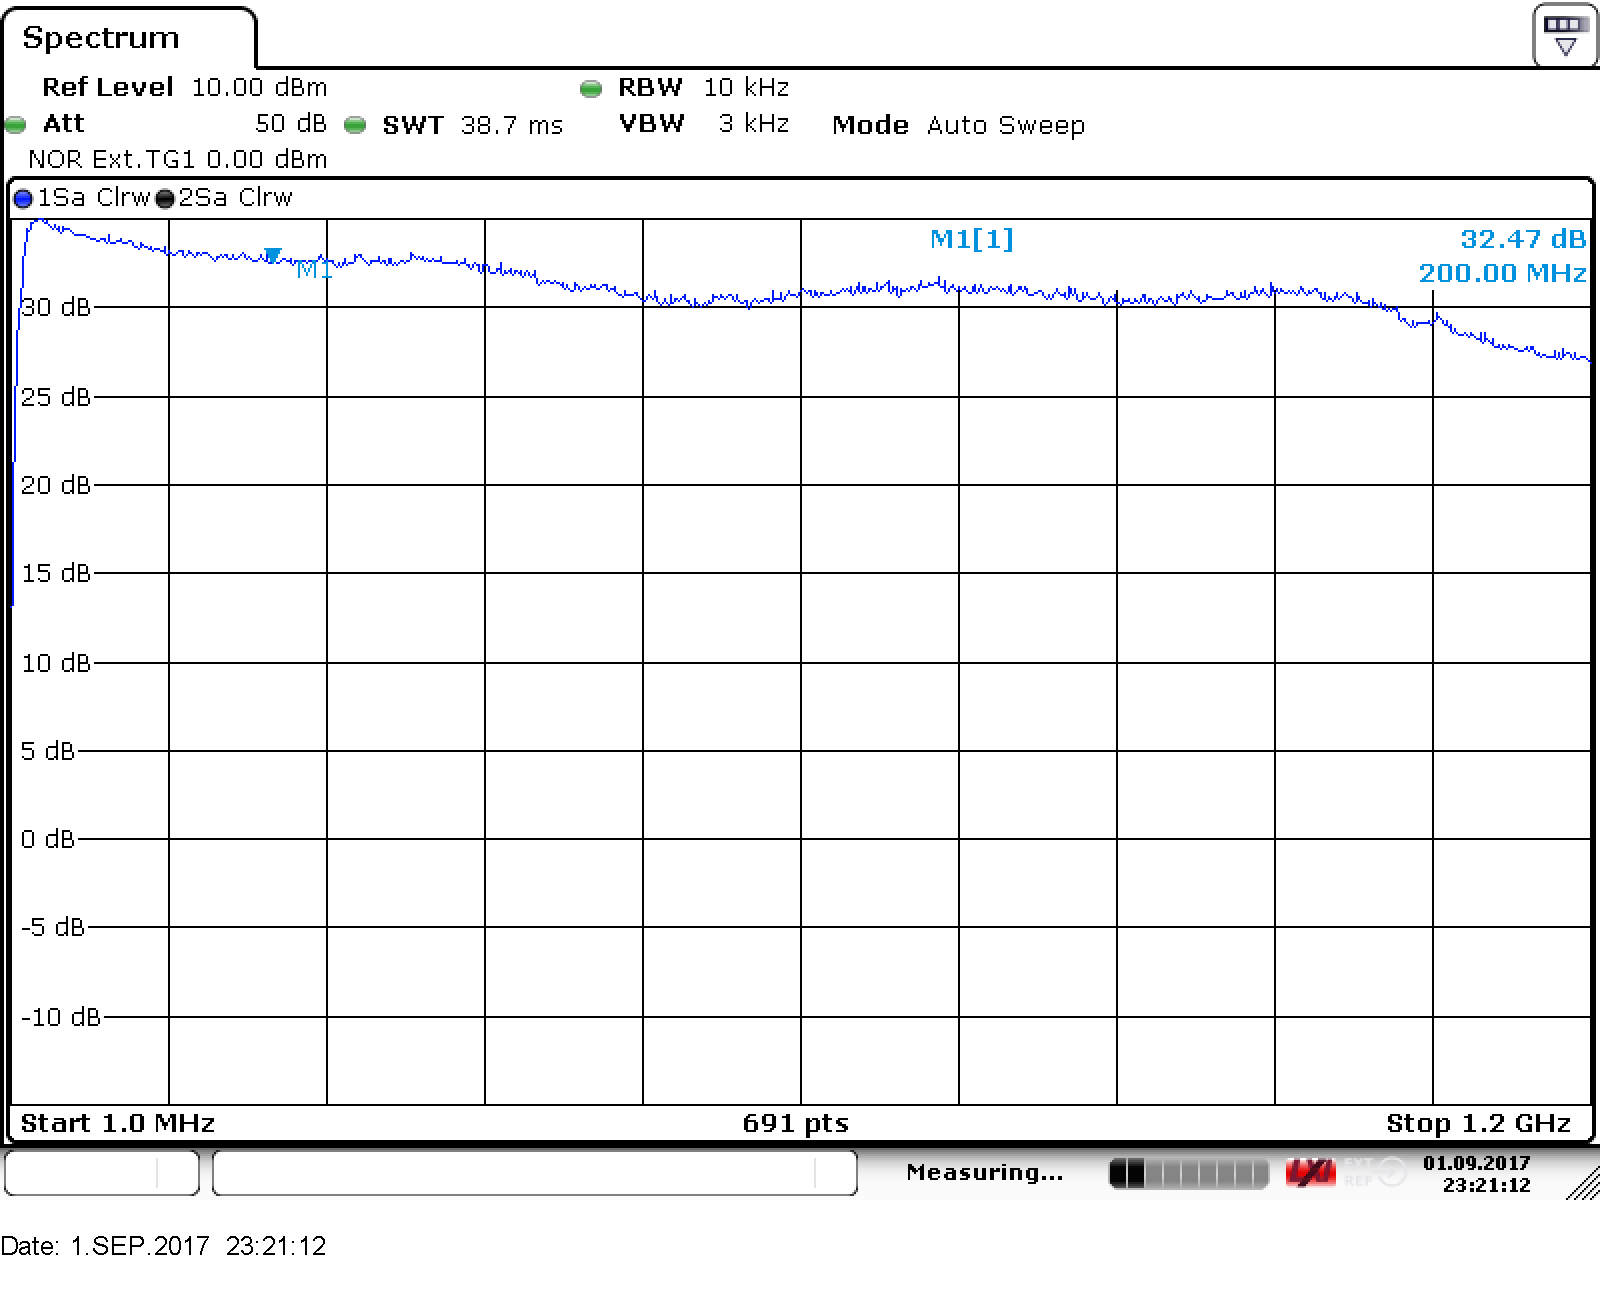 Spectrum
Ref Level 10.00 dBm RBW 10 kHz
Att 50 dB SWT 38.7 ms VBW 3 kHz Mode Auto Sweep
NOR Ext.TG1 0.00 dBm
1Sa Clrw 2Sa Clrw
M1[1] 32.47 dB
200.00 MHz
M1
30 dB
25 dB
20 dB
15 dB
10 dB
5 dB
0 dB
-5 dB
-10 dB
Start 1.0 MHz 691 pts Stop 1.2 GHz
Measuring... LXI EXT REF 01.09.2017
23:21:12
Date: 1.SEP.2017 23:21:12